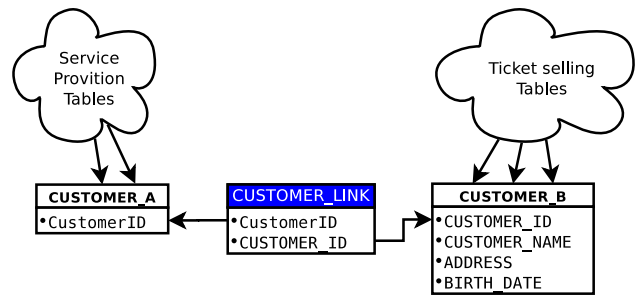 Service
Provition
Tables
Ticket selling
Tables
CUSTOMER_A
•CustomerID
CUSTOMER_LINK
•CustomerID
•CUSTOMER_ID
CUSTOMER_B
•CUSTOMER_ID
•CUSTOMER_NAME
•ADDRESS
•BIRTH_DATE